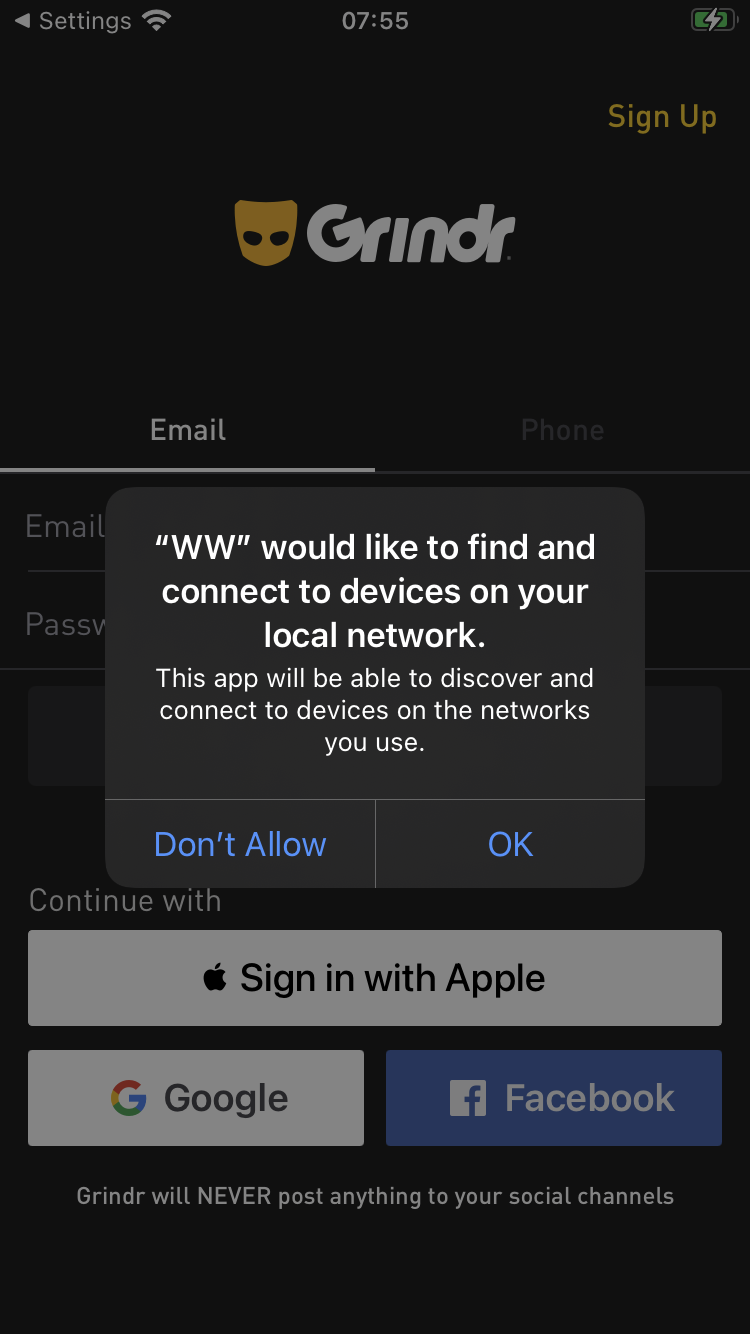 Settings
07:55
Sign Up
Grindr
Email
Phone
Email
Passw
“WW” would like to find and
connect to devices on your
local network.
This app will be able to discover and
connect to devices on the networks
you use.
Don’t Allow
OK
Continue with
Sign in with Apple
Google
Facebook
Grindr will NEVER post anything to your social channels